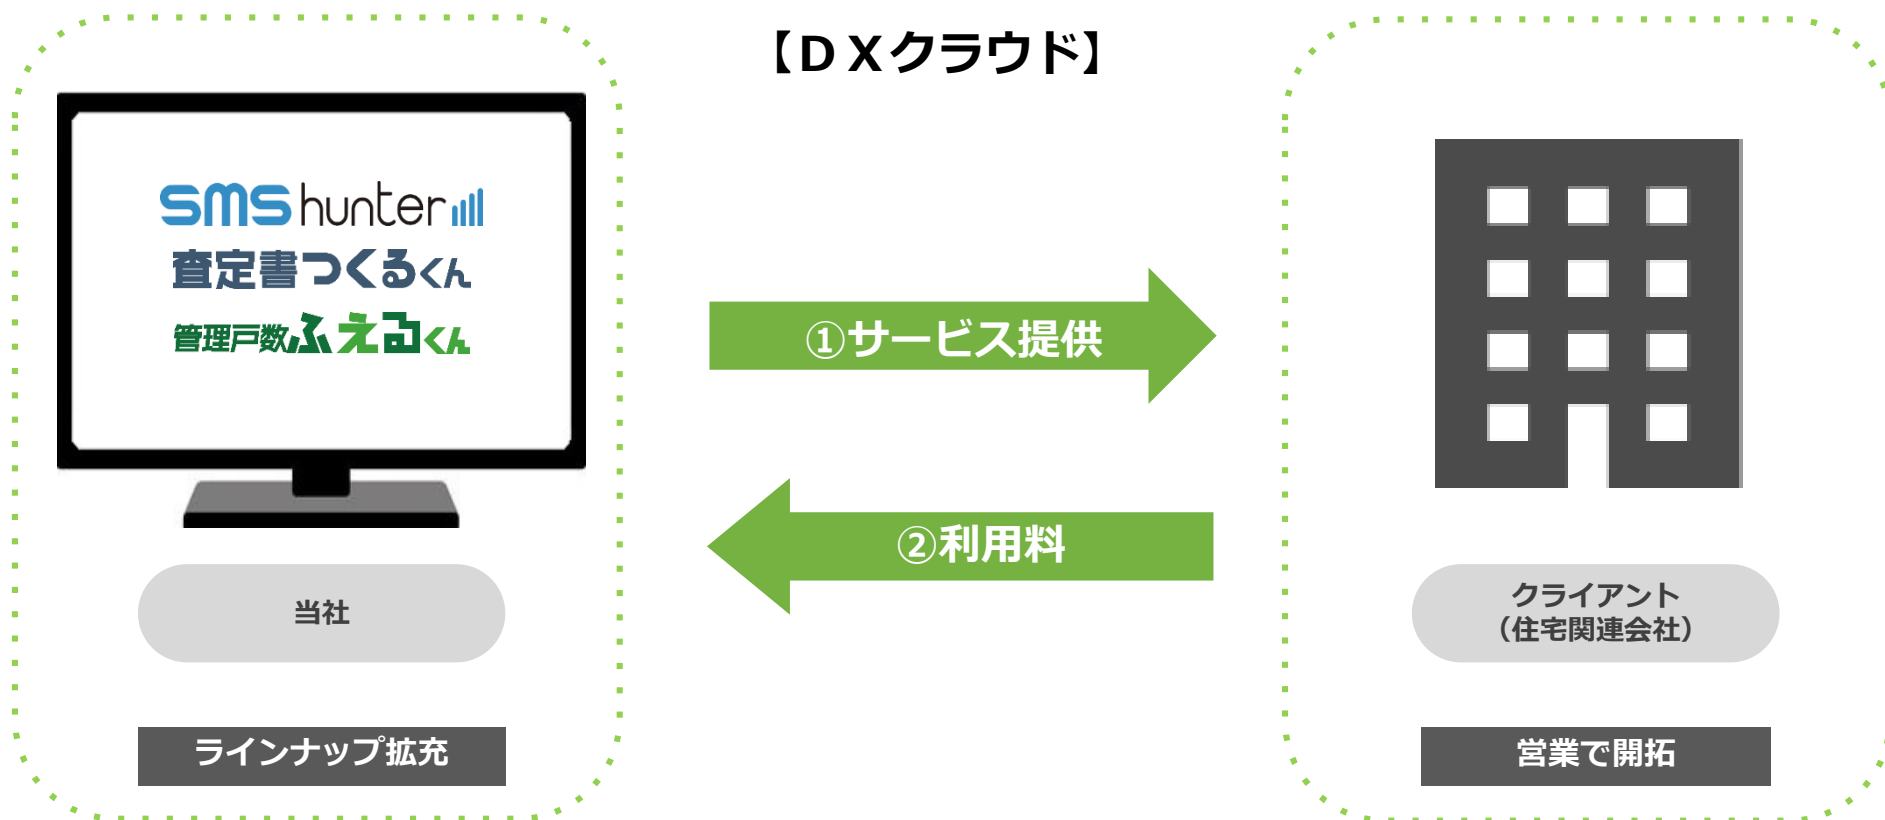 【ＤＸクラウド】
SMS hunter
査定書つくるくん
管理戸数ふえるくん
①サービス提供
②利用料
当社
クライアント
（住宅関連会社）
ラインナップ拡充
営業で開拓